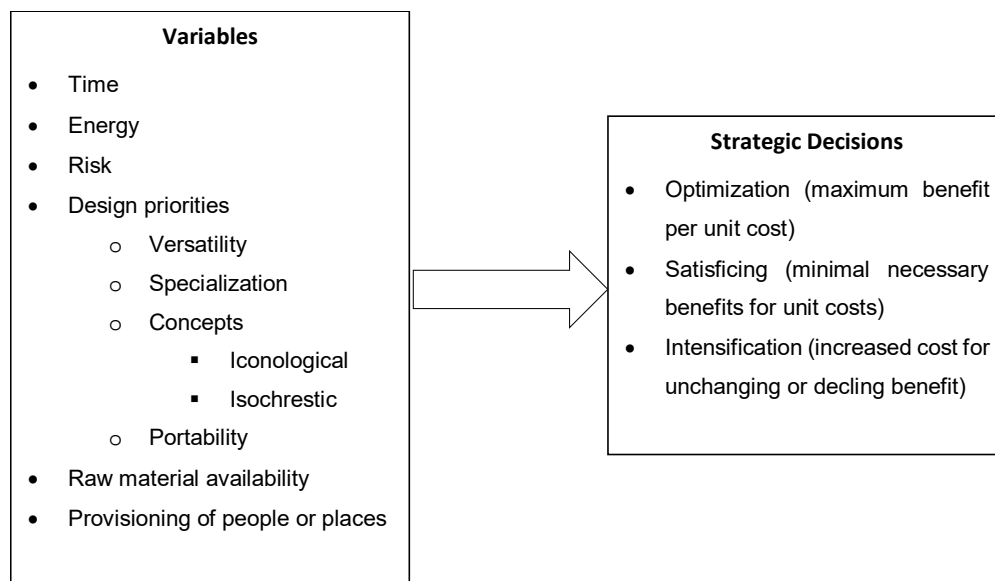 Variables
• Time
• Energy
• Risk
• Design priorities
o Versatility
o Specialization
o Concepts
▪ Iconological
▪ Isochrestic
o Portability
• Raw material availability
• Provisioning of people or places
Strategic Decisions
• Optimization (maximum benefit
per unit cost)
• Satisficing (minimal necessary
benefits for unit costs)
• Intensification (increased cost for
unchanging or decling benefit)